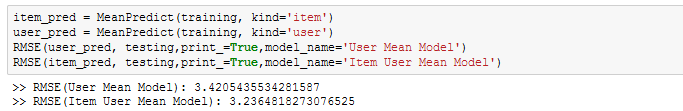 item_pred = MeanPredict(training, kind='item')
user_pred = MeanPredict(training, kind='user')
RMSE(user_pred, testing,print_=True,model_name='User Mean Model')
RMSE(item_pred, testing,print_=True,model_name='Item User Mean Model')
>> RMSE(User Mean Model): 3.4205435534281587
>> RMSE(Item User Mean Model): 3.2364818273076525